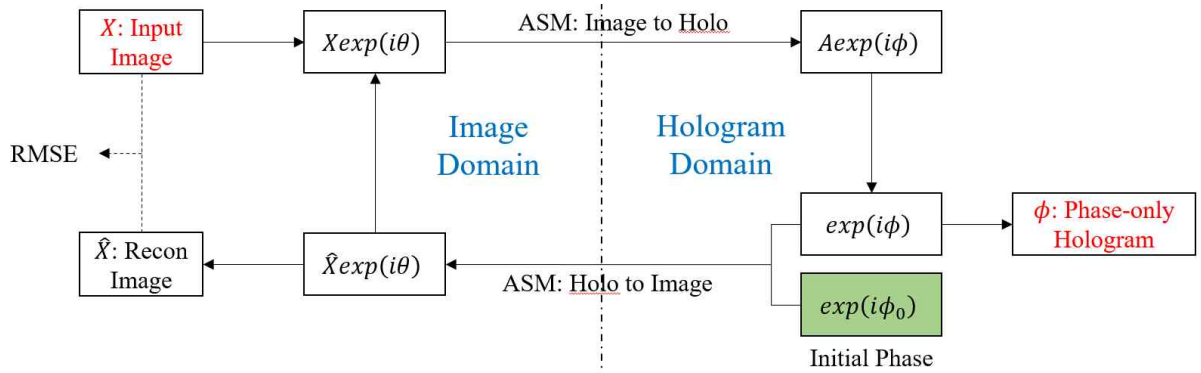 X: Input
Image
Xexp(iθ)
ASM: Image to Holo
Aexp(iϕ)
Image
Domain
Hologram
Domain
RMSE
X̂: Recon
Image
X̂exp(iθ)
ASM: Holo to Image
exp(iϕ)
ϕ: Phase-only
Hologram
exp(iϕ₀)
Initial Phase